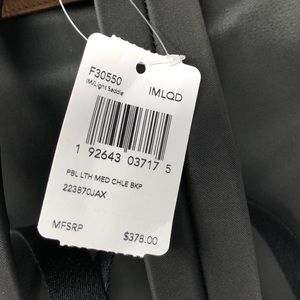 F30550
IM/Light Saddle
IMLQD
1 92643 03717 5
PBL LTH MED CHLE BKP
223870JAX
MFSRP
$378.00